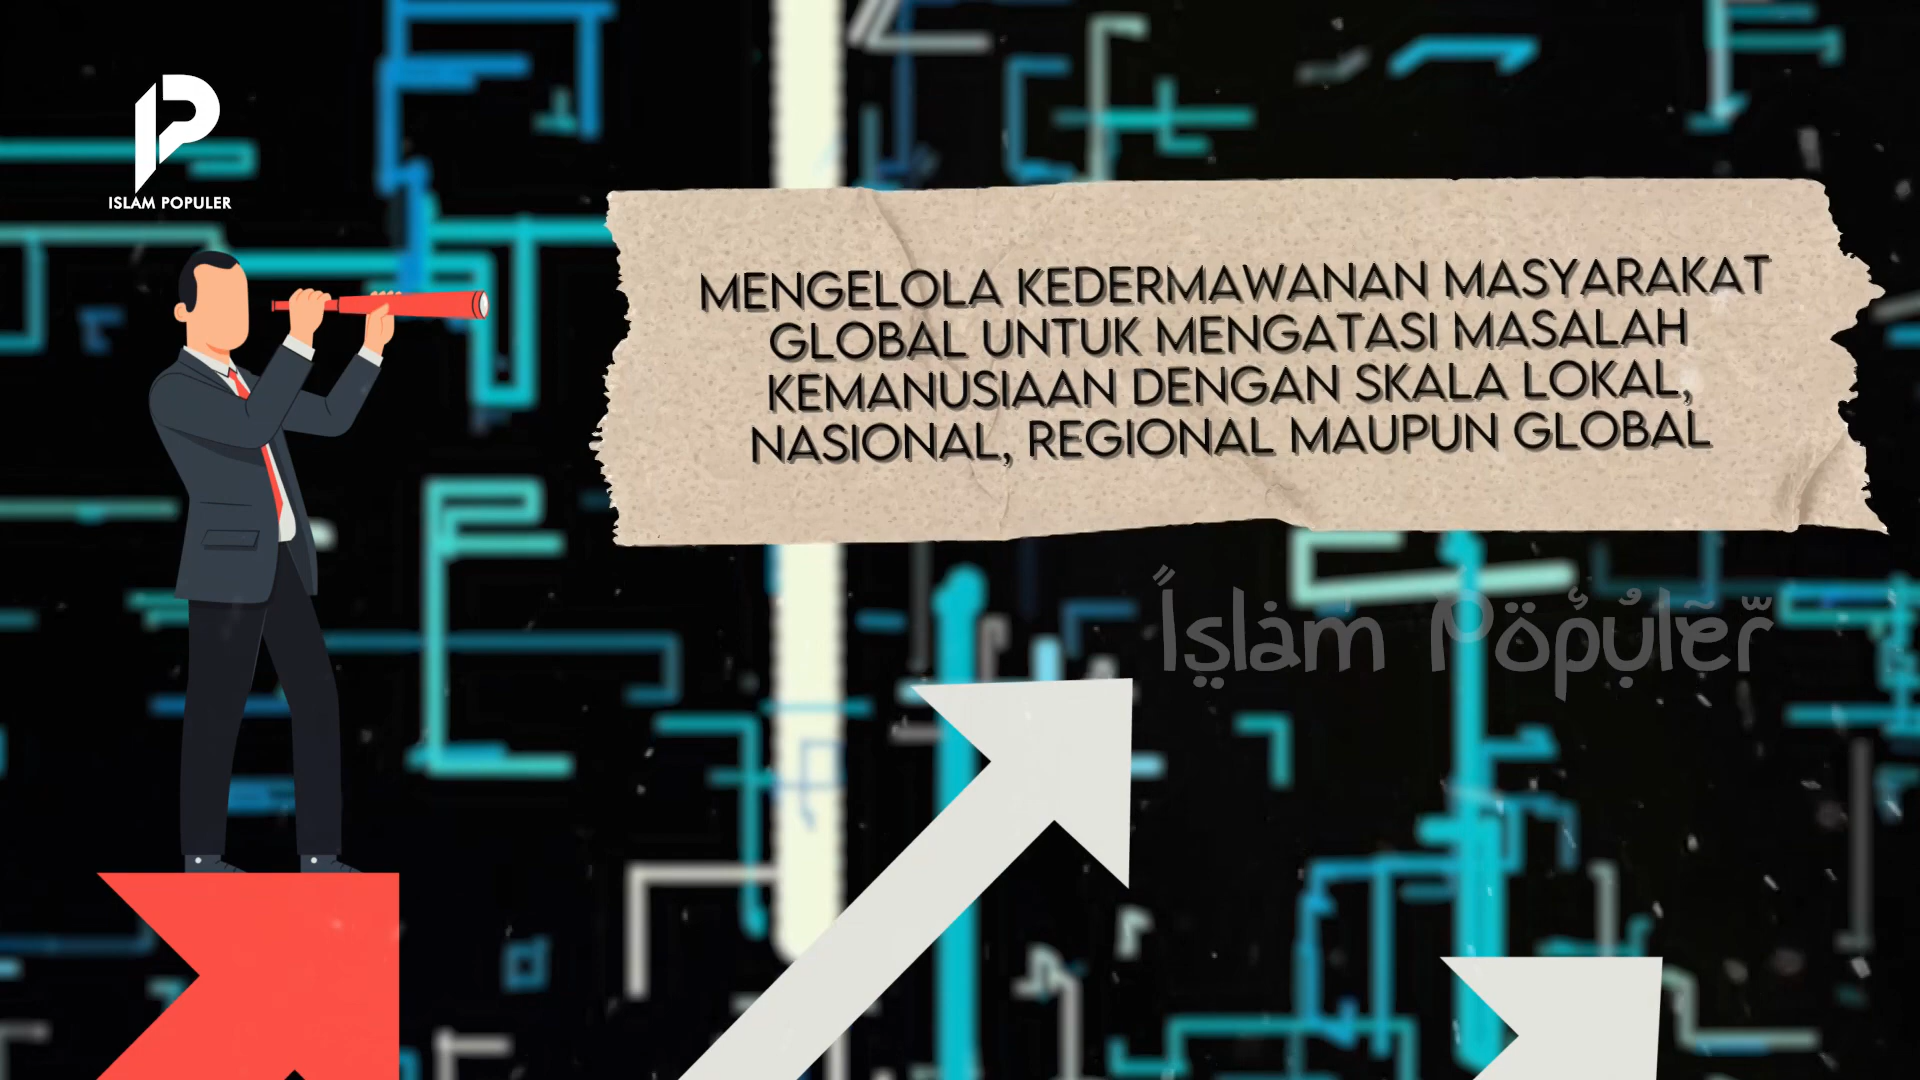 ISLAM POPULER
MENGELOLA KEDERMAWANAN MASYARAKAT
GLOBAL UNTUK MENGATASI MASALAH
KEMANUSIAAN DENGAN SKALA LOKAL,
NASIONAL, REGIONAL MAUPUN GLOBAL
Islam Populer